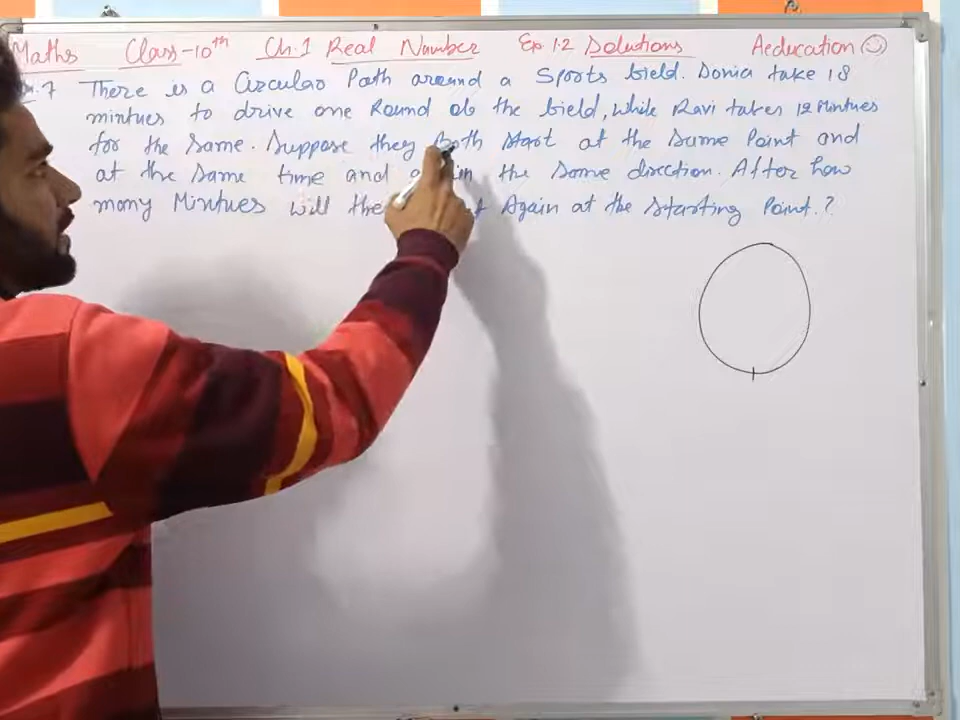 Maths Class-10th Ch.1 Real Number Ex 1.2 Solutions Aeducation
.7 There is a Circular Path around a Sports field. Sonia take 18
mintues to drive one Round of the field, while Ravi takes 12 Mintues
for the Same. Suppose they Both Start at the Same Point and
at the Same time and in the Same direction. After how
many Mintues will Again at the Starting Point.?